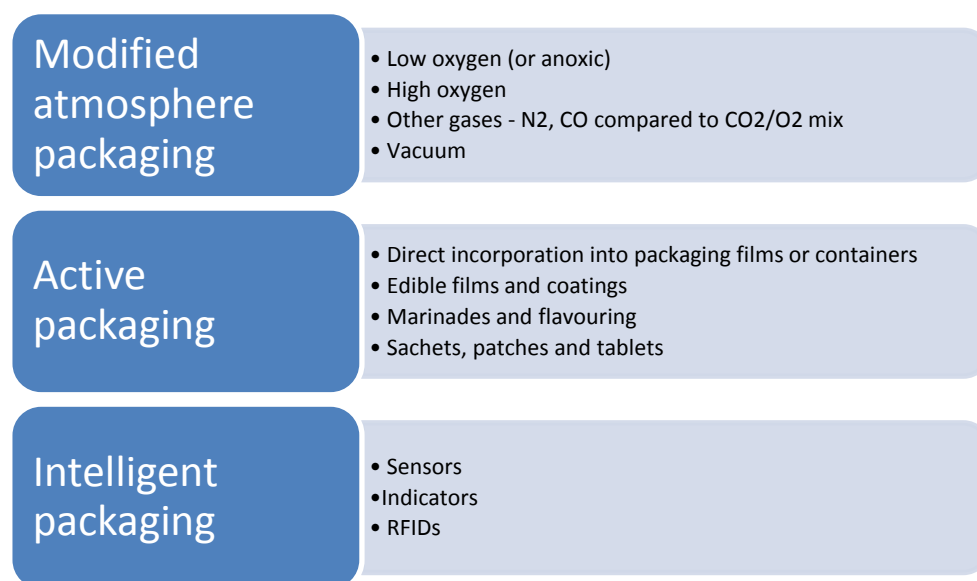 Modified
atmosphere
packaging
• Low oxygen (or anoxic)
• High oxygen
• Other gases - N2, CO compared to CO2/O2 mix
• Vacuum
Active
packaging
• Direct incorporation into packaging films or containers
• Edible films and coatings
• Marinades and flavouring
• Sachets, patches and tablets
Intelligent
packaging
• Sensors
•Indicators
• RFIDs